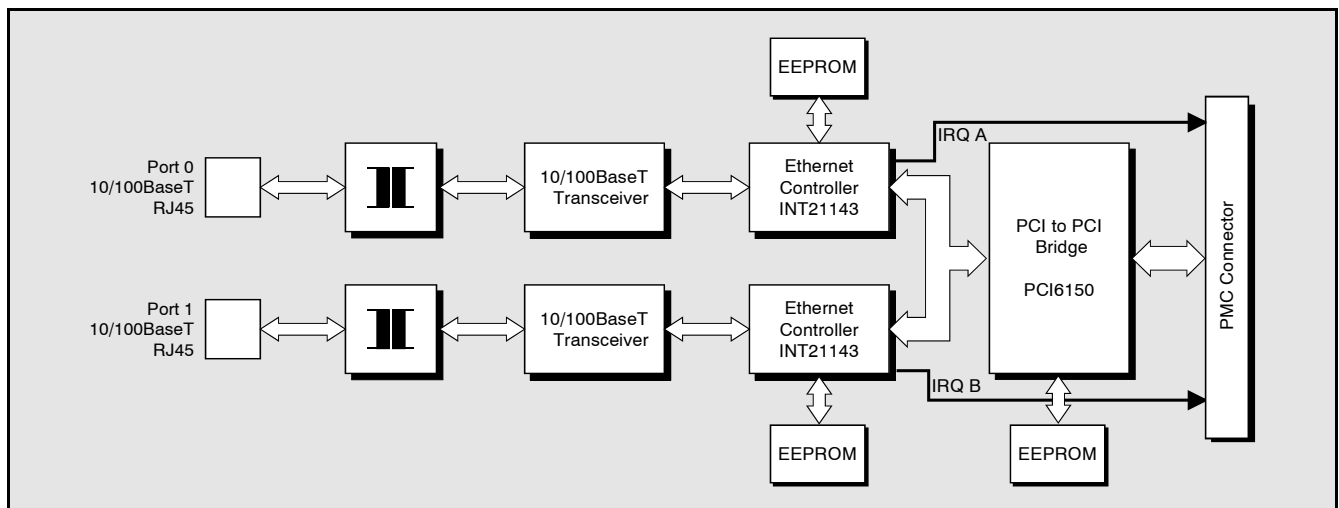 EEPROM
IRQ A
Port 0
10/100BaseT
RJ45
10/100BaseT
Transceiver
Ethernet
Controller
INT21143
PCI to PCI
Bridge
PCI6150
PMC Connector
Port 1
10/100BaseT
RJ45
10/100BaseT
Transceiver
Ethernet
Controller
INT21143
IRQ B
EEPROM
EEPROM